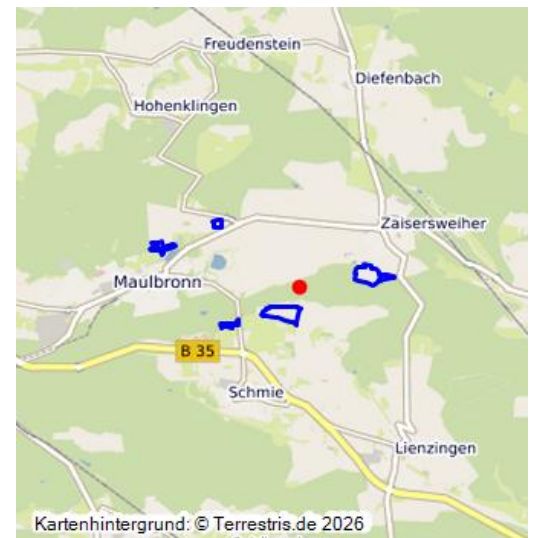 Freudenstein
Diefenbach
Hohenklingen
Zaisersweiher
Maulbronn
B 35
Schmie
Lienzingen
Kartenhintergrund: © Terrestris.de 2026